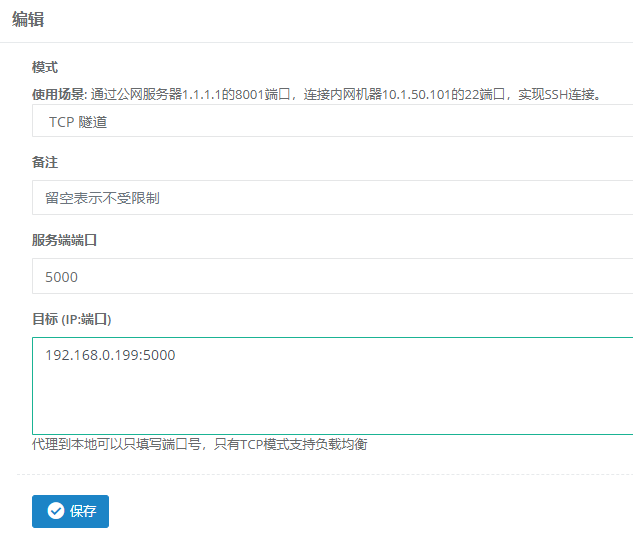 编辑
模式
使用场景: 通过公网服务器1.1.1.1的8001端口，连接内网机器10.1.50.101的22端口，实现SSH连接。
TCP 隧道
备注
留空表示不受限制
服务端端口
5000
目标 (IP:端口)
192.168.0.199:5000
代理到本地可以只填写端口号，只有TCP模式支持负载均衡
保存